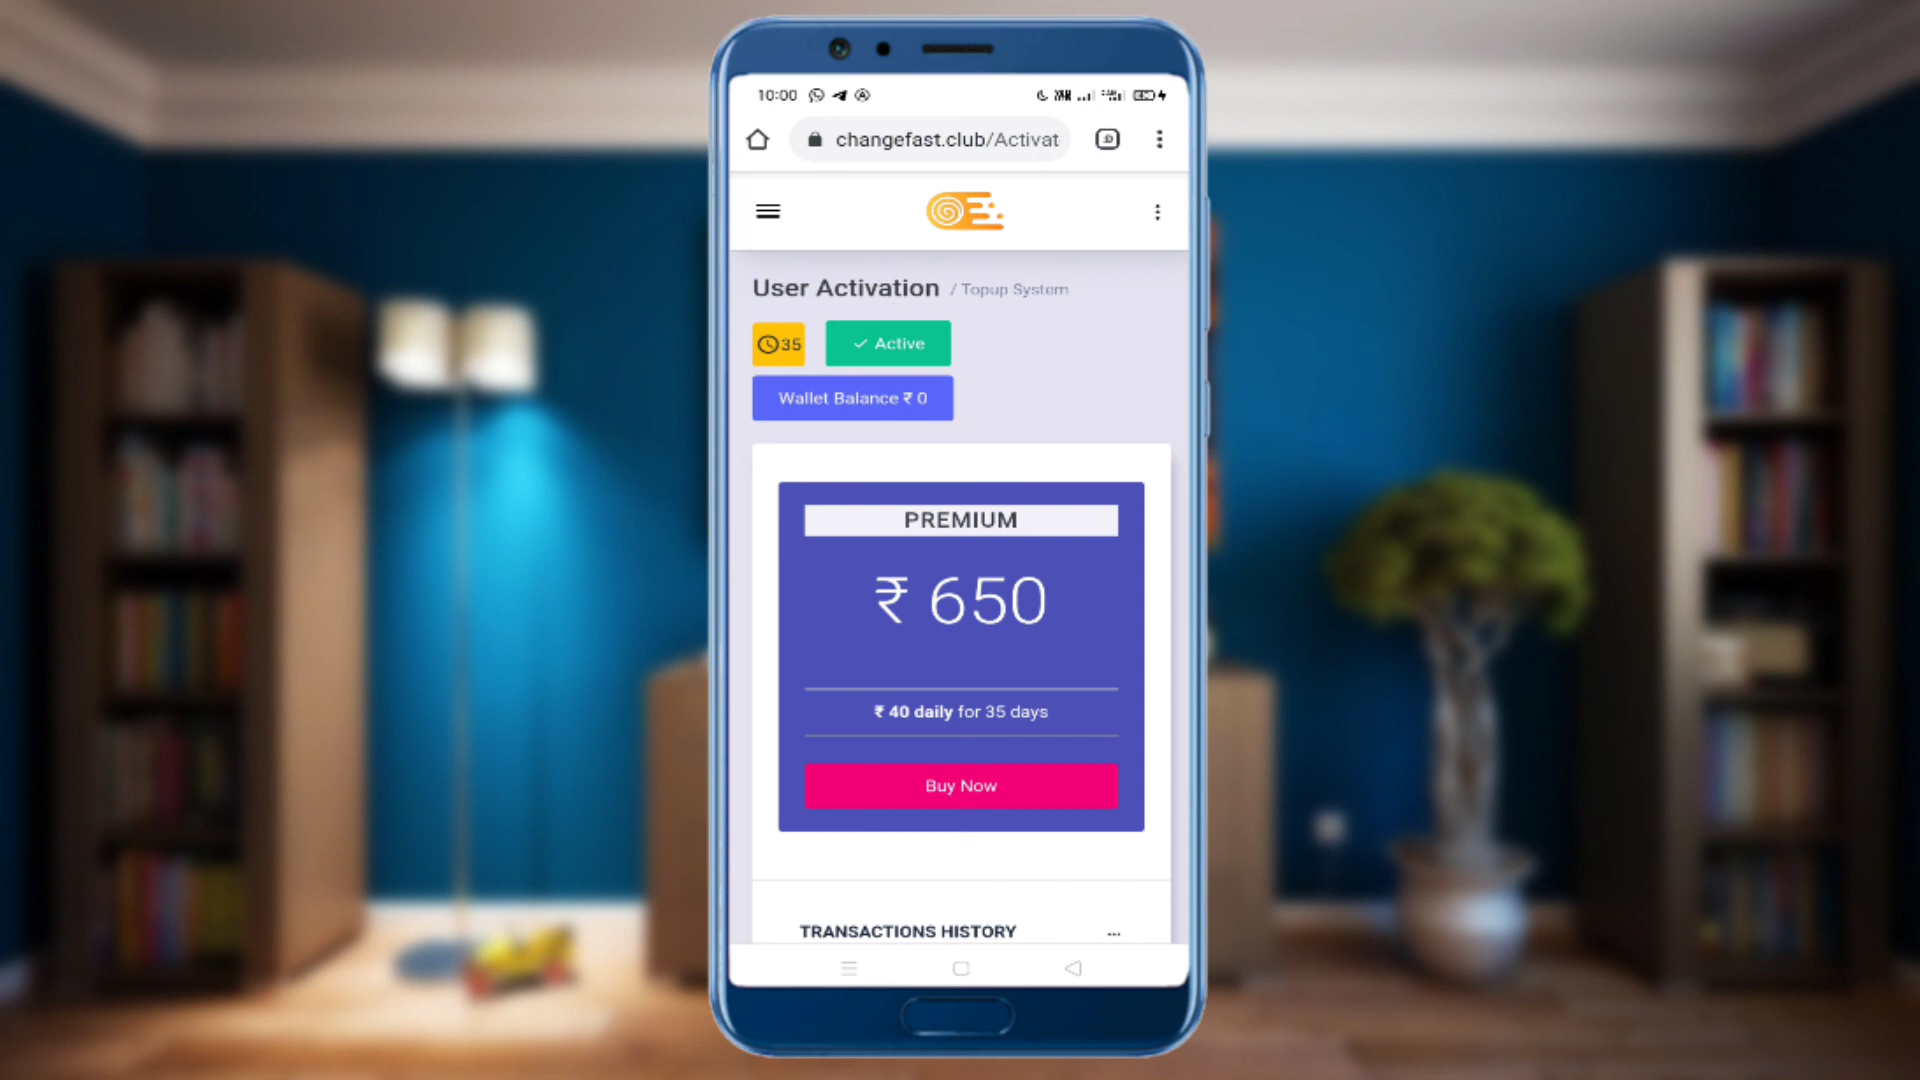 10:00
changefast.club/Activat
:D
User Activation / Topup System
35
Active
Wallet Balance ₹ 0
PREMIUM
₹ 650
₹ 40 daily for 35 days
Buy Now
TRANSACTIONS HISTORY
...